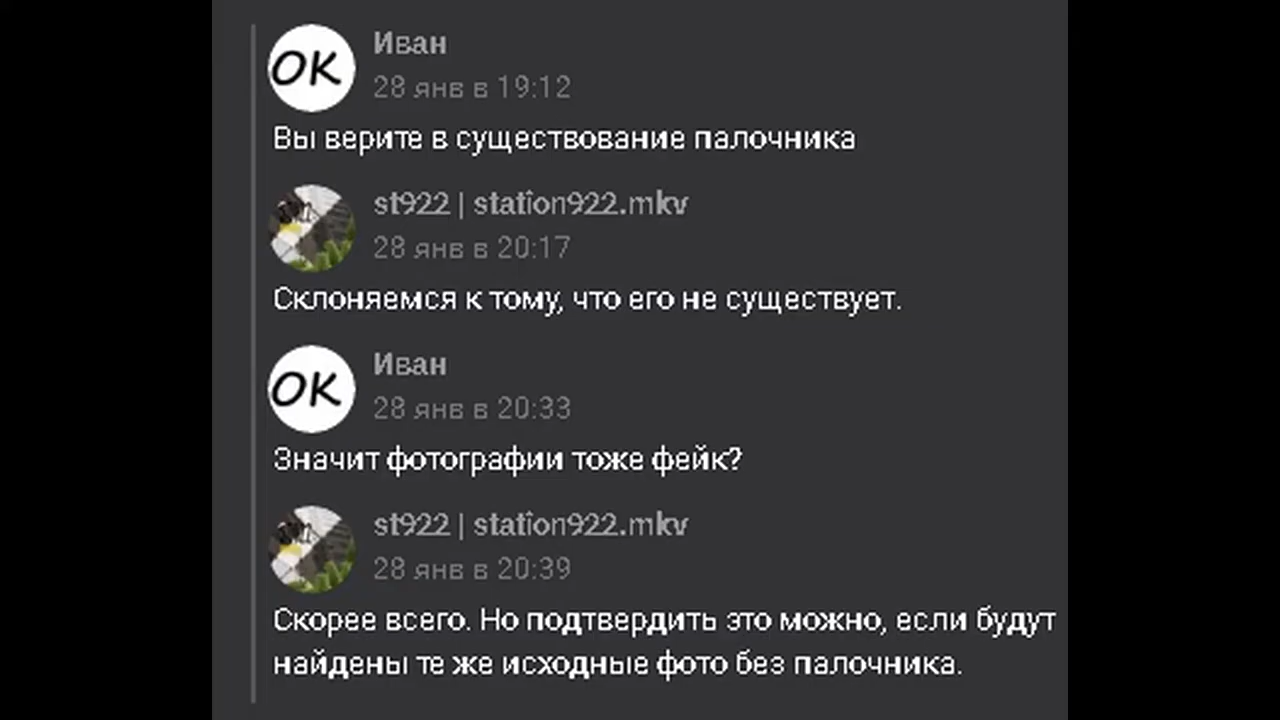 OK
Иван
28 янв в 19:12
Вы верите в существование палочника
st922 | station922.mkv
28 янв в 20:17
Склоняемся к тому, что его не существует.
OK
Иван
28 янв в 20:33
Значит фотографии тоже фейк?
st922 | station922.mkv
28 янв в 20:39
Скорее всего. Но подтвердить это можно, если будут
найдены те же исходные фото без палочника.